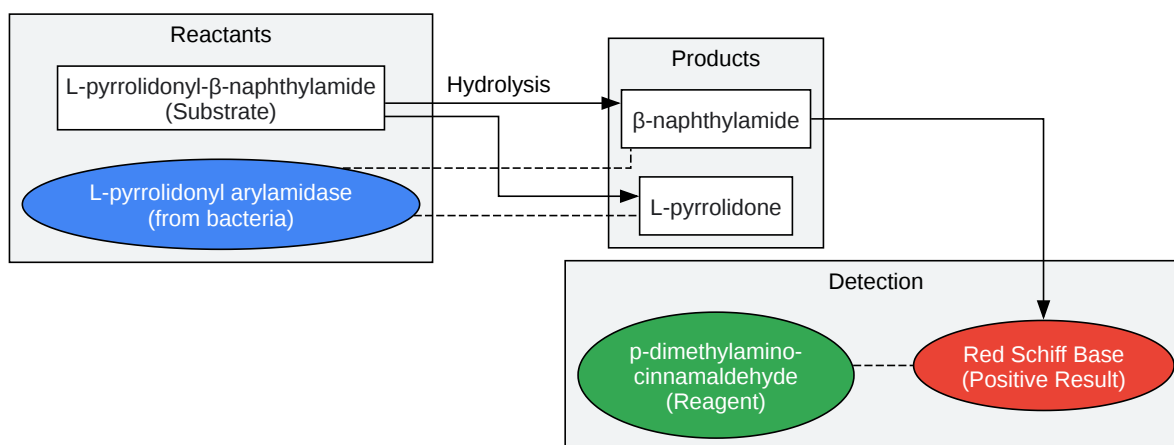 Reactants
L-pyrrolidonyl-β-naphthylamide
(Substrate)
L-pyrrolidonyl arylamidase
(from bacteria)
Hydrolysis
Products
β-naphthylamide
L-pyrrolidone
Detection
p-dimethylamino-
cinnamaldehyde
(Reagent)
Red Schiff Base
(Positive Result)